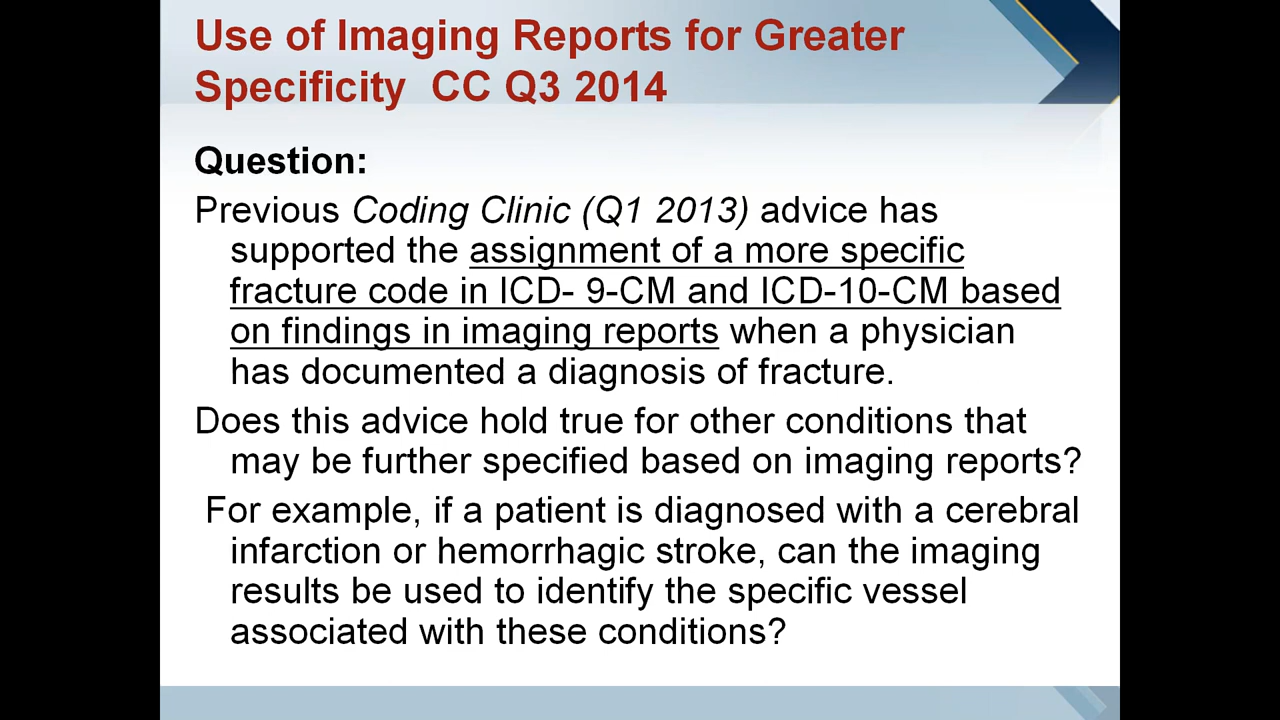 Use of Imaging Reports for Greater
Specificity CC Q3 2014
Question:
Previous Coding Clinic (Q1 2013) advice has
supported the assignment of a more specific
fracture code in ICD- 9-CM and ICD-10-CM based
on findings in imaging reports when a physician
has documented a diagnosis of fracture.
Does this advice hold true for other conditions that
may be further specified based on imaging reports?
For example, if a patient is diagnosed with a cerebral
infarction or hemorrhagic stroke, can the imaging
results be used to identify the specific vessel
associated with these conditions?